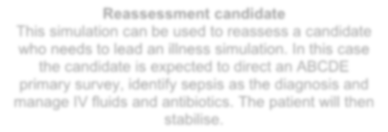 Reassessment candidate
This simulation can be used to reassess a candidate
who needs to lead an illness simulation. In this case
the candidate is expected to direct an ABCDE
primary survey, identify sepsis as the diagnosis and
manage IV fluids and antibiotics. The patient will then
stabilise.